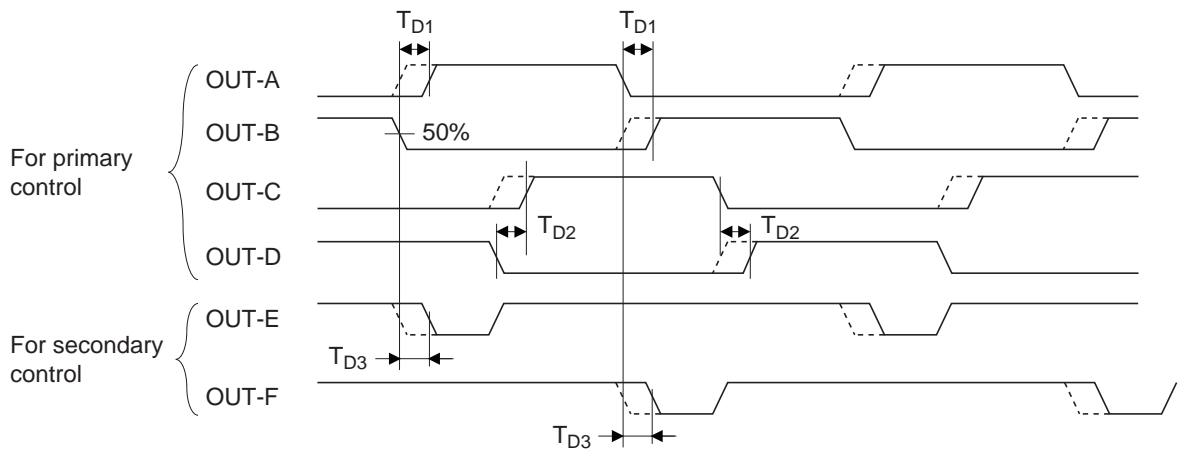 TD1
TD1
OUT-A
OUT-B
50%
For primary
control
OUT-C
TD2
TD2
OUT-D
OUT-E
For secondary
control
TD3
OUT-F
TD3